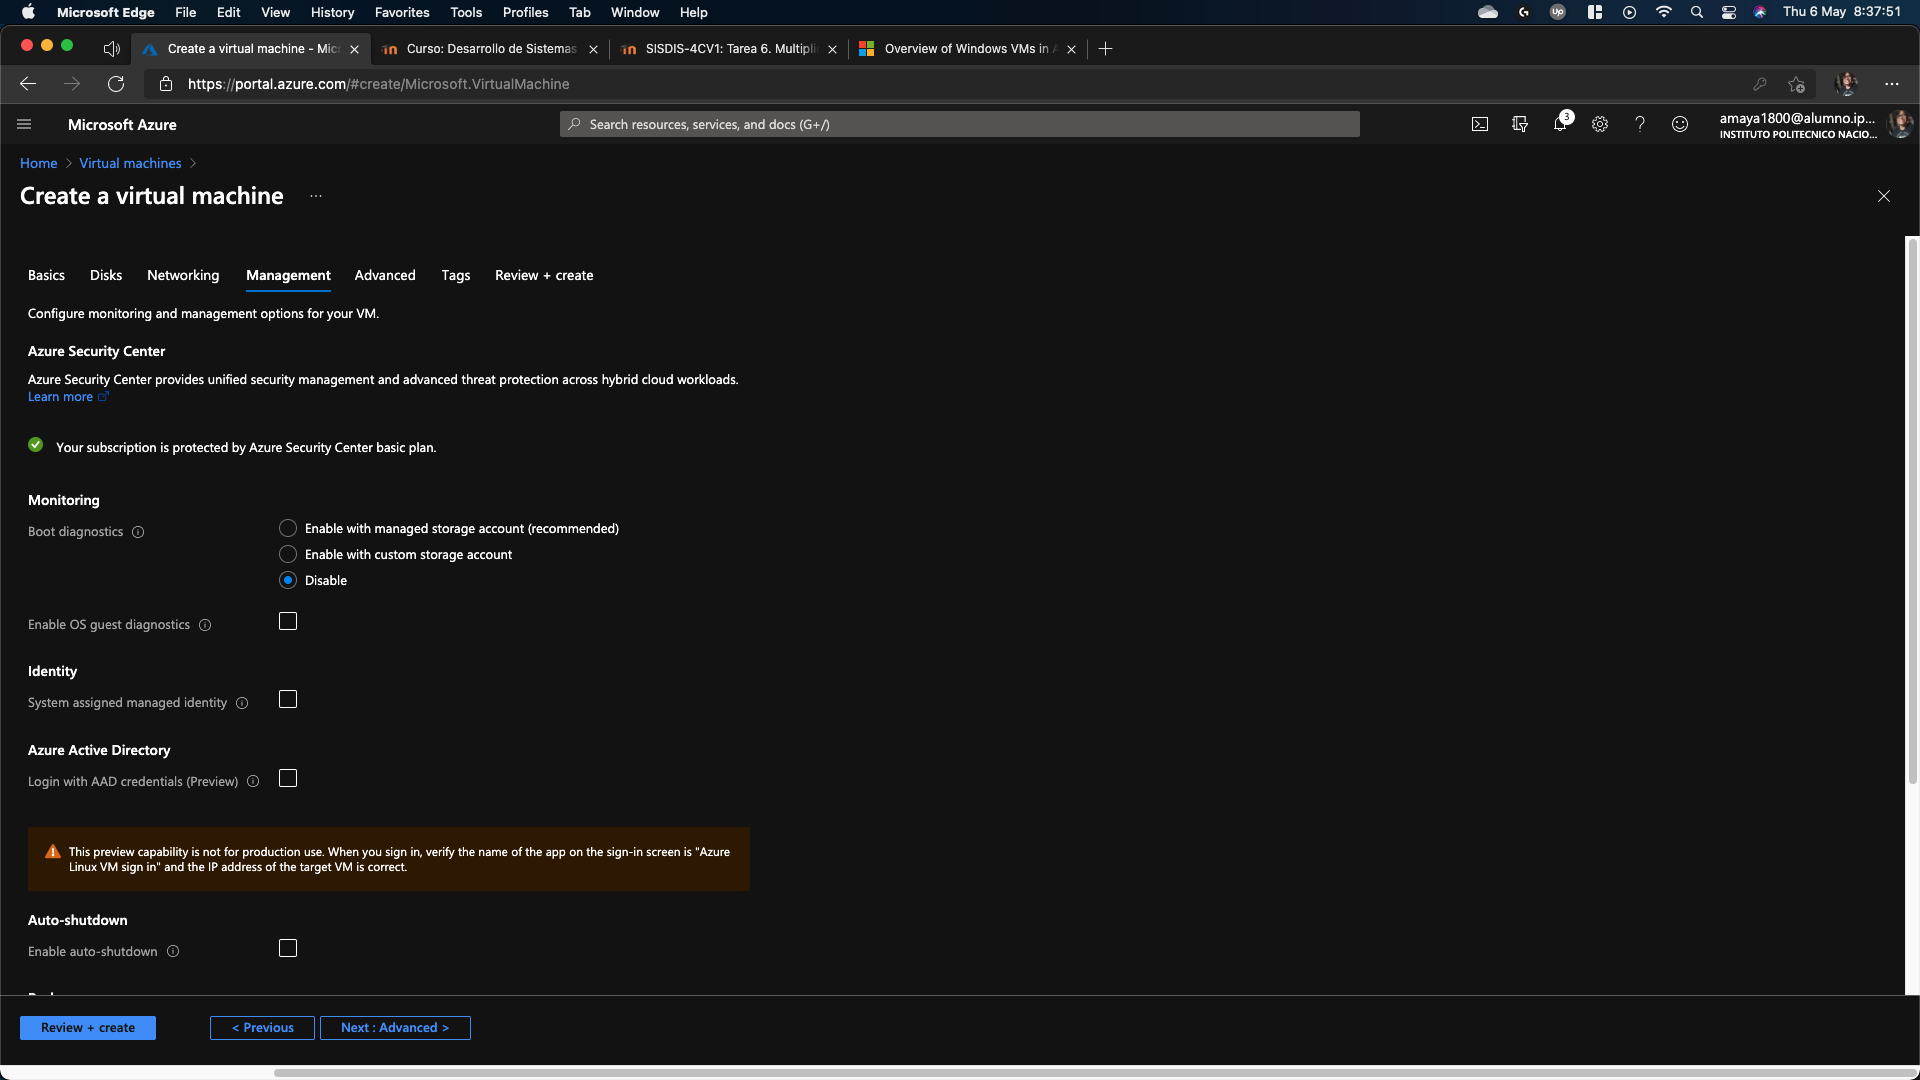 Microsoft Edge File Edit View History Favorites Tools Profiles Tab Window Help
Up
Thu 6 May 8:37:51
Create a virtual machine - Mic
Curso: Desarrollo de Sistemas
SISDIS-4CV1: Tarea 6. Multipli
Overview of Windows VMs in A
https://portal.azure.com/#create/Microsoft.VirtualMachine
Microsoft Azure
Search resources, services, and docs (G+/)
3
amaya1800@alumno.ip...
INSTITUTO POLITECNICO NACIO...
Home > Virtual machines >
Create a virtual machine ...
Basics Disks Networking Management Advanced Tags Review + create
Configure monitoring and management options for your VM.
Azure Security Center
Azure Security Center provides unified security management and advanced threat protection across hybrid cloud workloads.
Learn more
Your subscription is protected by Azure Security Center basic plan.
Monitoring
Boot diagnostics
Enable with managed storage account (recommended)
Enable with custom storage account
Disable
Enable OS guest diagnostics
Identity
System assigned managed identity
Azure Active Directory
Login with AAD credentials (Preview)
This preview capability is not for production use. When you sign in, verify the name of the app on the sign-in screen is "Azure
Linux VM sign in" and the IP address of the target VM is correct.
Auto-shutdown
Enable auto-shutdown
Review + create
< Previous
Next : Advanced >